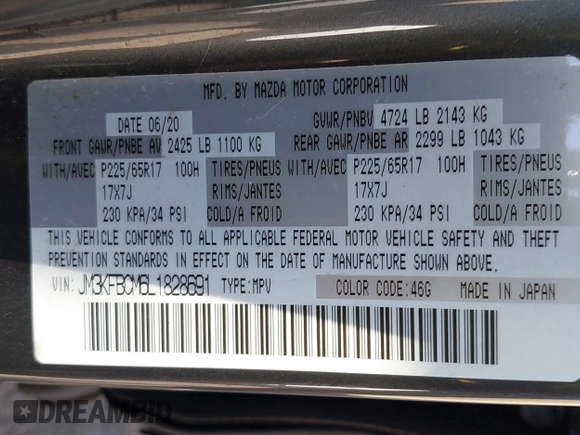 MFD. BY MAZDA MOTOR CORPORATION
DATE 06/20 GVWR/PNBV 4724 LB 2143 KG
FRONT GAWR/PNBE AV 2425 LB 1100 KG REAR GAWR/PNBE AR 2299 LB 1043 KG
WITH/AVEC P225/65R17 100H TIRES/PNEUS WITH/AVEC P225/65R17 100H TIRES/PNEUS
17X7J RIMS/JANTES 17X7J RIMS/JANTES
230 KPA/34 PSI COLD/A FROID 230 KPA/34 PSI COLD/A FROID
THIS VEHICLE CONFORMS TO ALL APPLICABLE FEDERAL MOTOR VEHICLE SAFETY AND THEFT
PREVENTION STANDARDS IN EFFECT ON THE DATE OF MANUFACTURE SHOWN ABOVE.
VIN: JM3KFBCM6L1828691 TYPE:MPV COLOR CODE:46G MADE IN JAPAN
DREAMBID